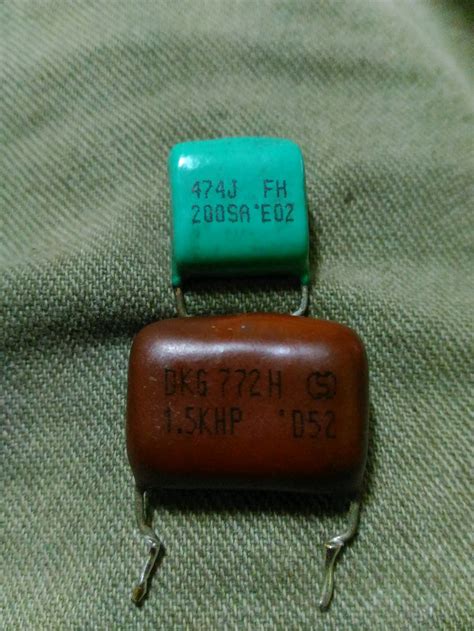 474J FH
200SA'E02
DKG 772H (S)
1.5KHP 'D52